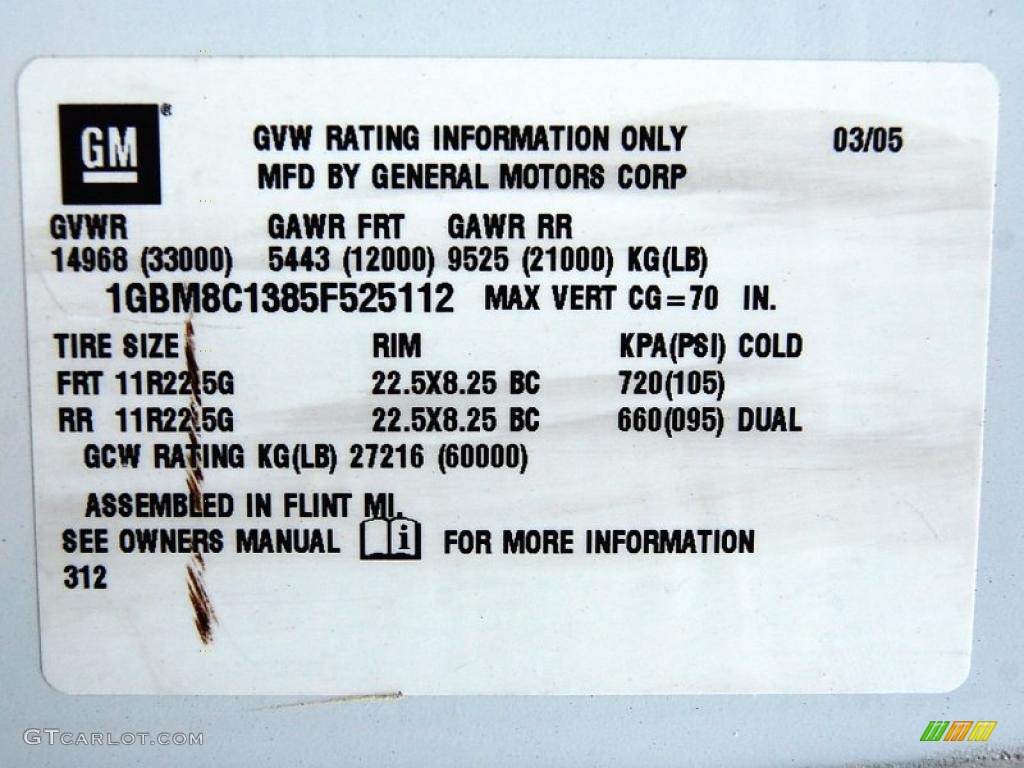 GM ®
GVW RATING INFORMATION ONLY 03/05
MFD BY GENERAL MOTORS CORP
GVWR GAWR FRT GAWR RR
14968 (33000) 5443 (12000) 9525 (21000) KG(LB)
1GBM8C1385F525112 MAX VERT CG=70 IN.
TIRE SIZE RIM KPA(PSI) COLD
FRT 11R22.5G 22.5X8.25 BC 720(105)
RR 11R22.5G 22.5X8.25 BC 660(095) DUAL
GCW RATING KG(LB) 27216 (60000)
ASSEMBLED IN FLINT MI.
SEE OWNERS MANUAL i FOR MORE INFORMATION
312
GTCARLOT.COM